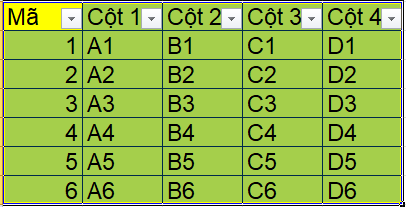 Mã Cột 1 Cột 2 Cột 3 Cột 4
1 A1 B1 C1 D1
2 A2 B2 C2 D2
3 A3 B3 C3 D3
4 A4 B4 C4 D4
5 A5 B5 C5 D5
6 A6 B6 C6 D6